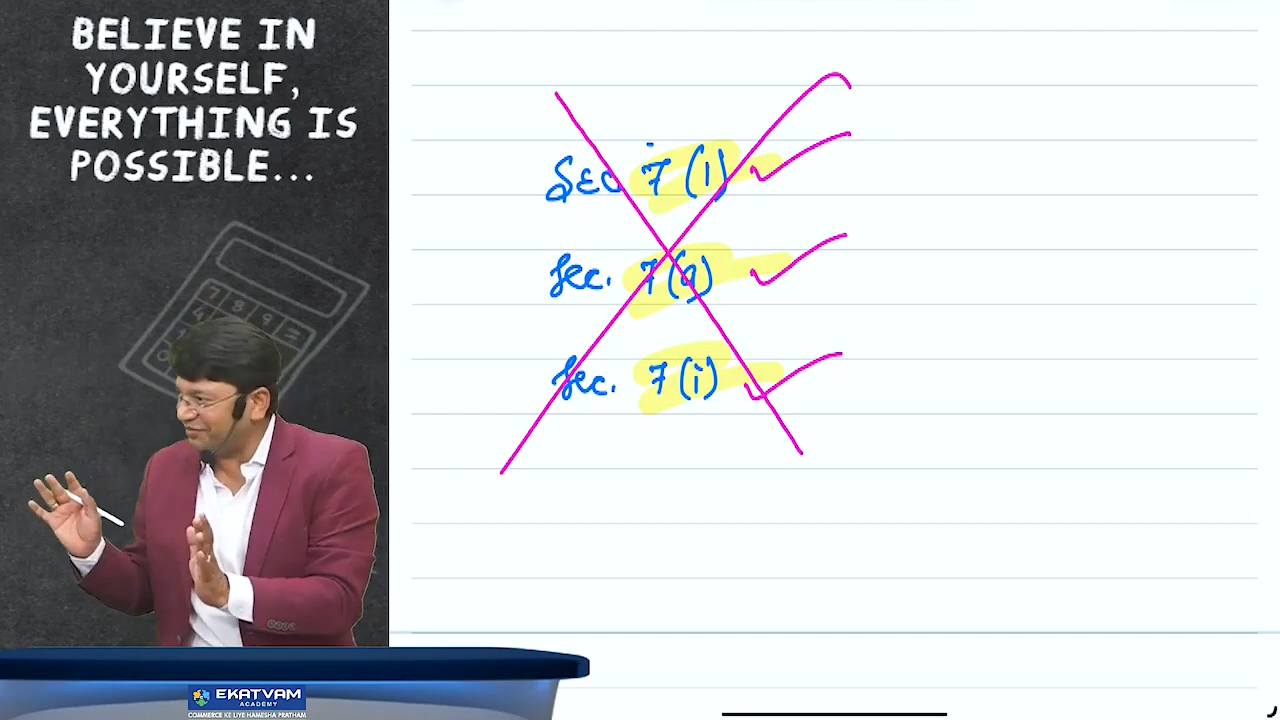 BELIEVE IN
YOURSELF,
EVERYTHING IS
POSSIBLE...
Sec 7(1)
Sec. 7(a)
Sec. 7(i)
EKATVAM
ACADEMY
COMMERCE KE LIYE HAMESHA PRATHAM